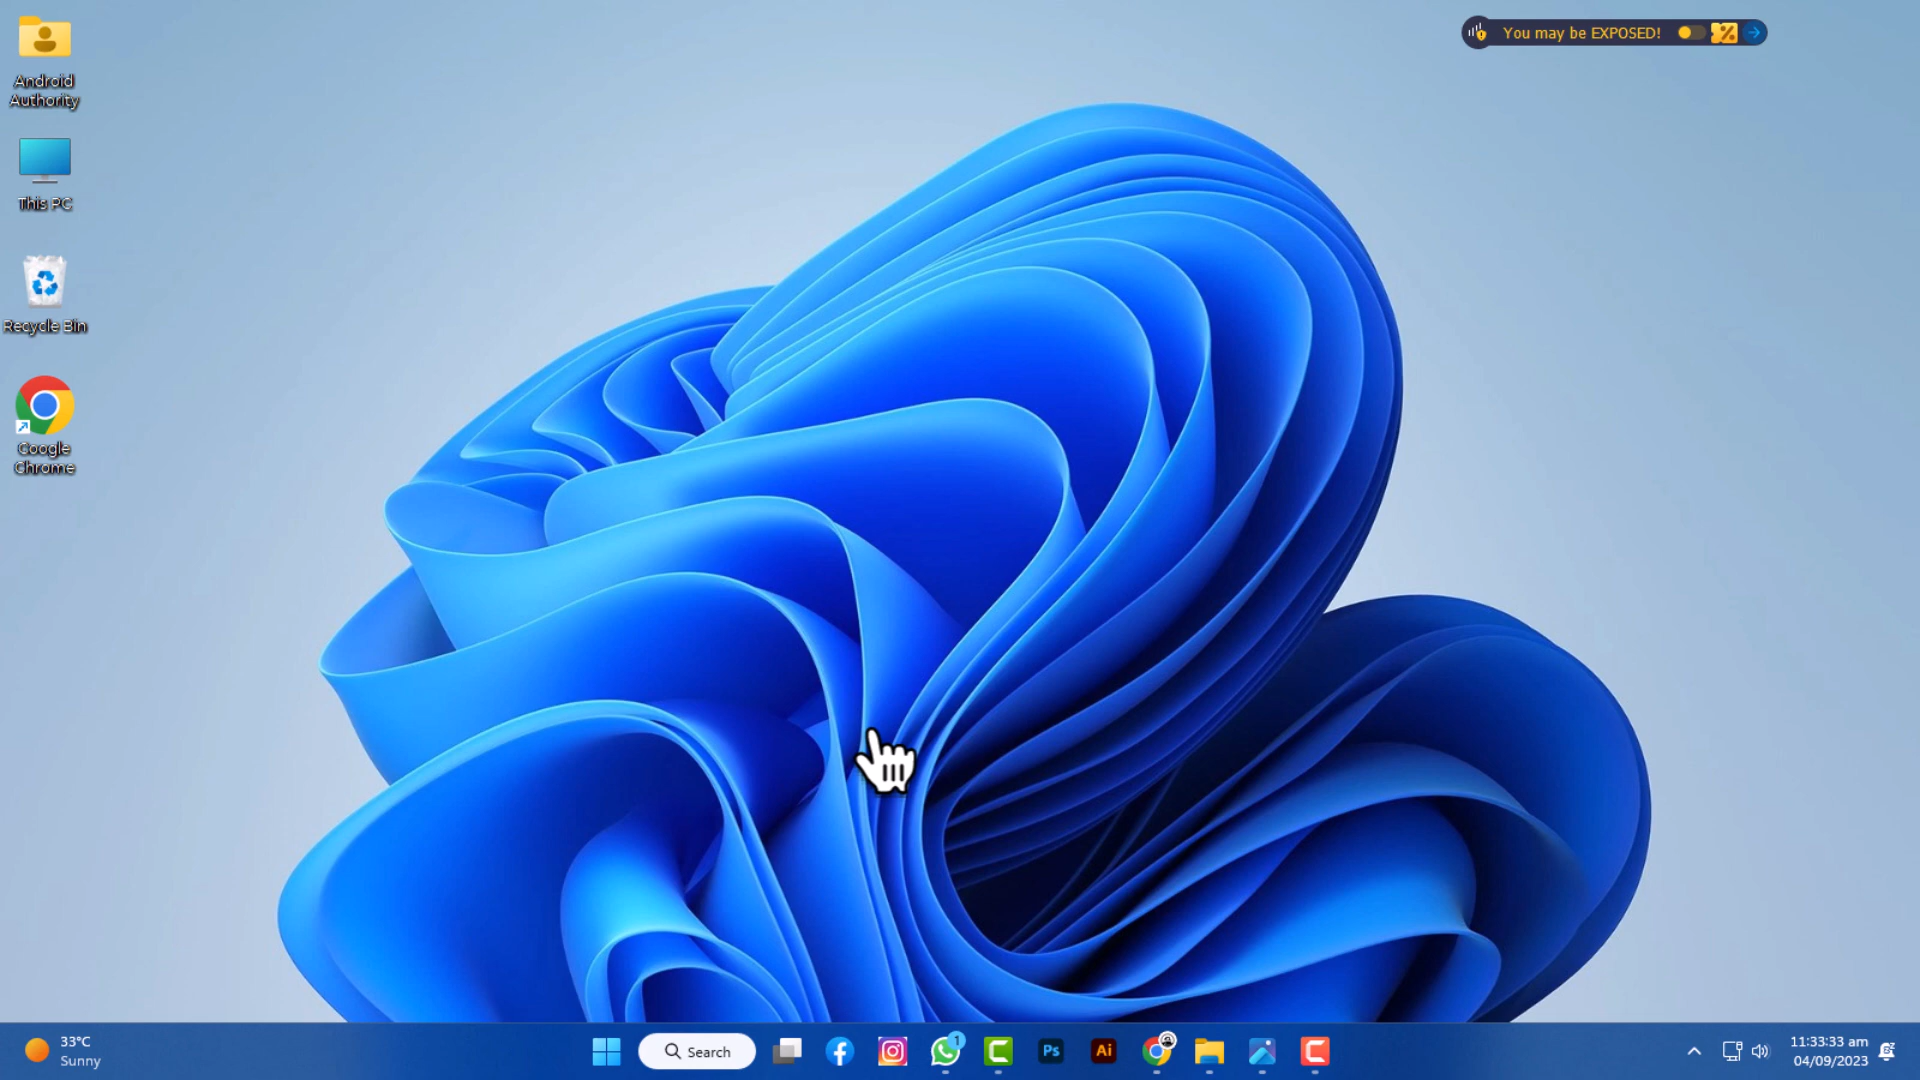 Android
Authority
This PC
Recycle Bin
Google
Chrome
You may be EXPOSED!
33°C
Sunny
Search
1
Ps
Ai
11:33:33 am
04/09/2023